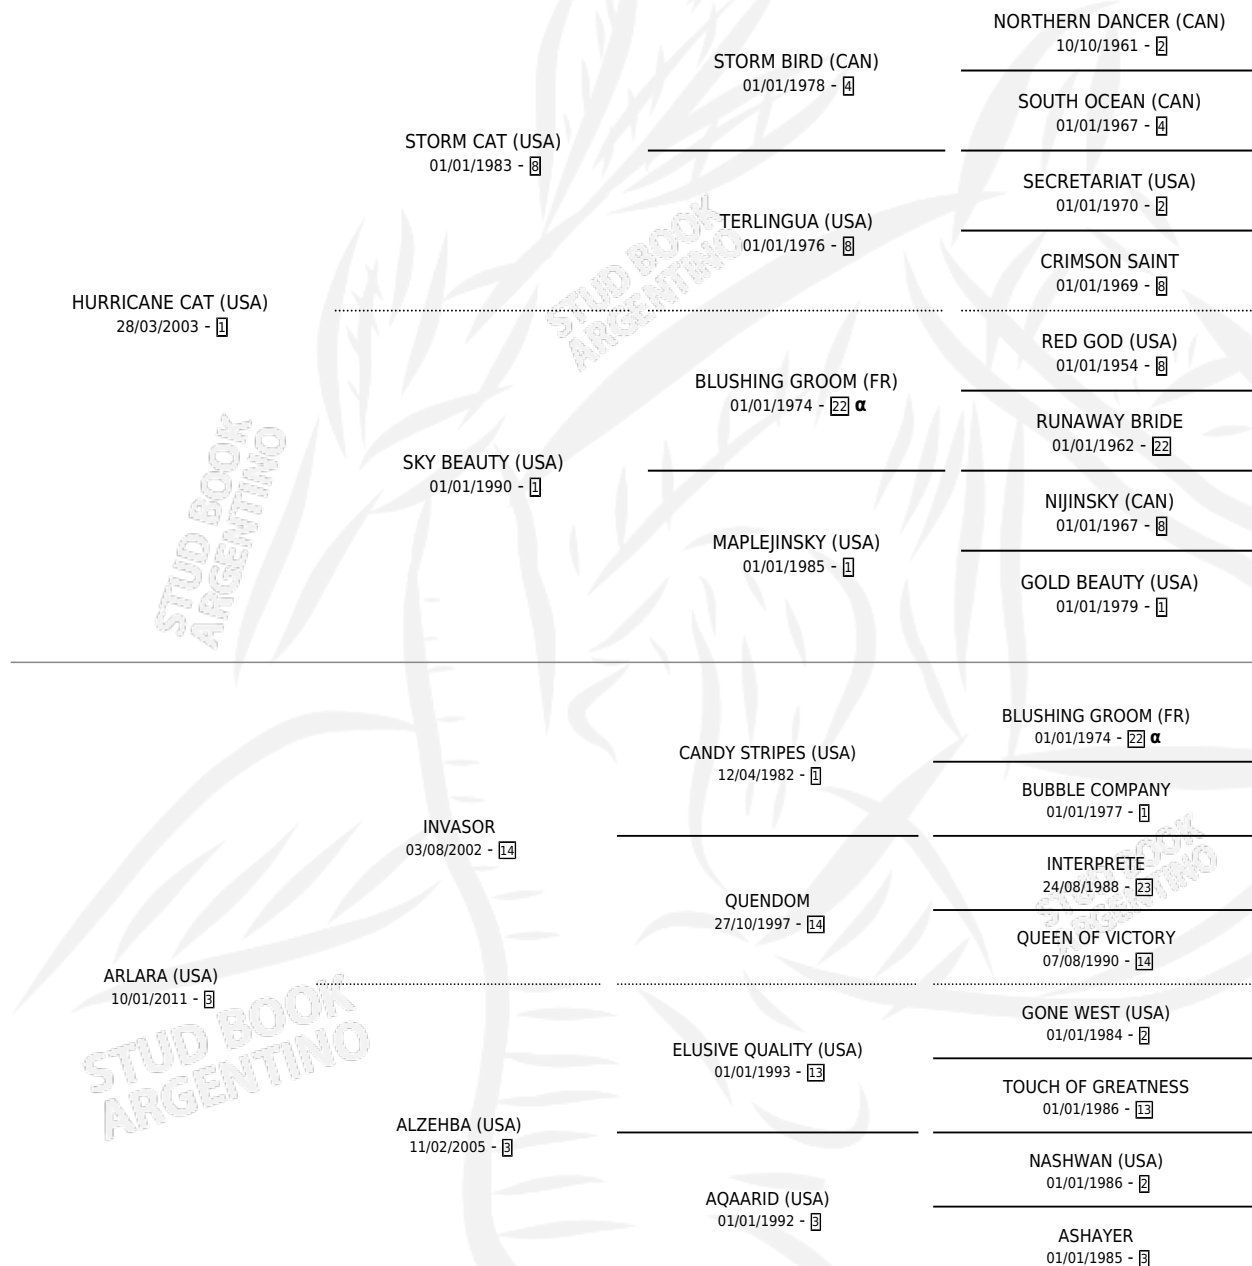 NORTHERN DANCER (CAN)
10/10/1961 - 2
STORM BIRD (CAN)
01/01/1978 - 4
SOUTH OCEAN (CAN)
01/01/1967 - 4
STORM CAT (USA)
01/01/1983 - 8
SECRETARIAT (USA)
01/01/1970 - 2
TERLINGUA (USA)
01/01/1976 - 8
CRIMSON SAINT
01/01/1969 - 8
HURRICANE CAT (USA)
28/03/2003 - 1
RED GOD (USA)
01/01/1954 - 8
BLUSHING GROOM (FR)
01/01/1974 - 22 α
RUNAWAY BRIDE
01/01/1962 - 22
SKY BEAUTY (USA)
01/01/1990 - 1
NIJINSKY (CAN)
01/01/1967 - 8
MAPLEJINSKY (USA)
01/01/1985 - 1
GOLD BEAUTY (USA)
01/01/1979 - 1
BLUSHING GROOM (FR)
01/01/1974 - 22 α
CANDY STRIPES (USA)
12/04/1982 - 1
BUBBLE COMPANY
01/01/1977 - 1
INVASOR
03/08/2002 - 14
INTERPRETE
24/08/1988 - 23
QUENDOM
27/10/1997 - 14
QUEEN OF VICTORY
07/08/1990 - 14
ARLARA (USA)
10/01/2011 - 3
GONE WEST (USA)
01/01/1984 - 2
ELUSIVE QUALITY (USA)
01/01/1993 - 13
TOUCH OF GREATNESS
01/01/1986 - 13
ALZEHBA (USA)
11/02/2005 - 3
NASHWAN (USA)
01/01/1986 - 2
AQAARID (USA)
01/01/1992 - 3
ASHAYER
01/01/1985 - 3
STUD BOOK
ARGENTINO
STUD BOOK
ARGENTINO
STUD BOOK
ARGENTINO
STUD BOOK
ARGENTINO